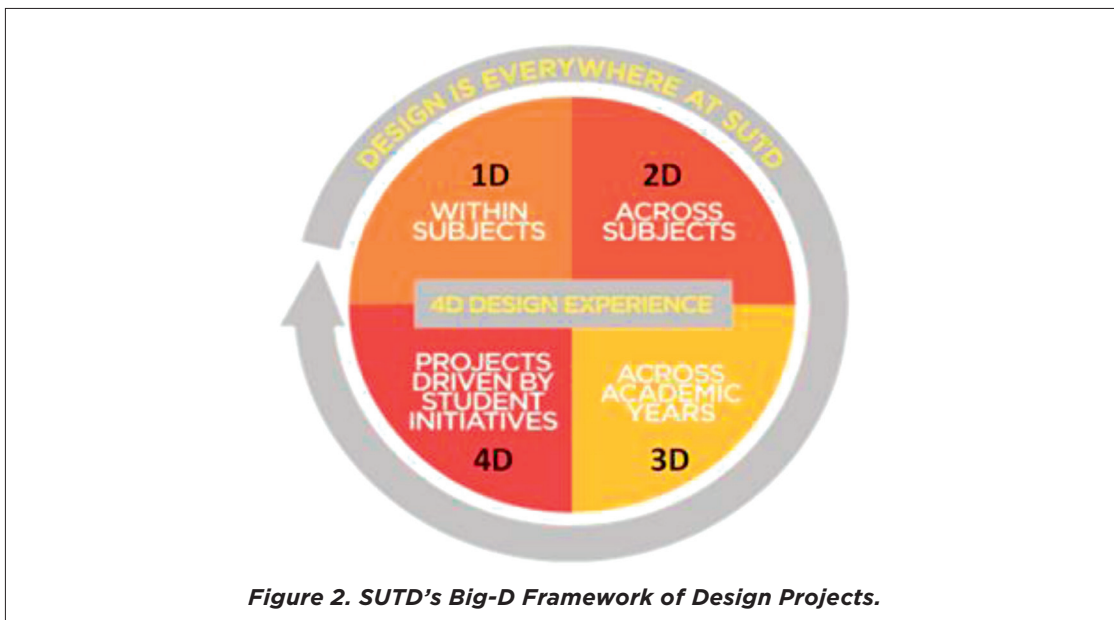 DESIGN IS EVERYWHERE AT SUTD
1D
WITHIN
SUBJECTS
2D
ACROSS
SUBJECTS
4D DESIGN EXPERIENCE
PROJECTS
DRIVEN BY
STUDENT
INITIATIVES
4D
ACROSS
ACADEMIC
YEARS
3D
Figure 2. SUTD’s Big-D Framework of Design Projects.